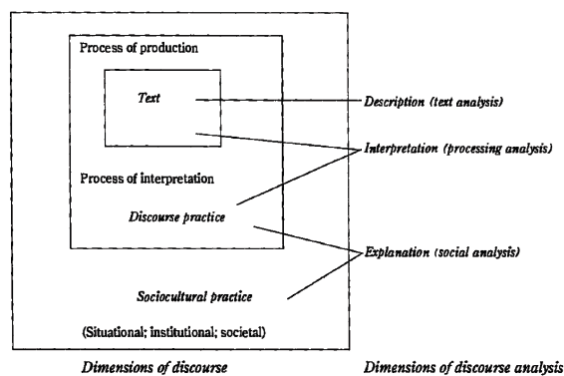 Process of production
Text
Description (text analysis)
Interpretation (processing analysis)
Process of interpretation
Discourse practice
Explanation (social analysis)
Sociocultural practice
(Situational; institutional; societal)
Dimensions of discourse
Dimensions of discourse analysis